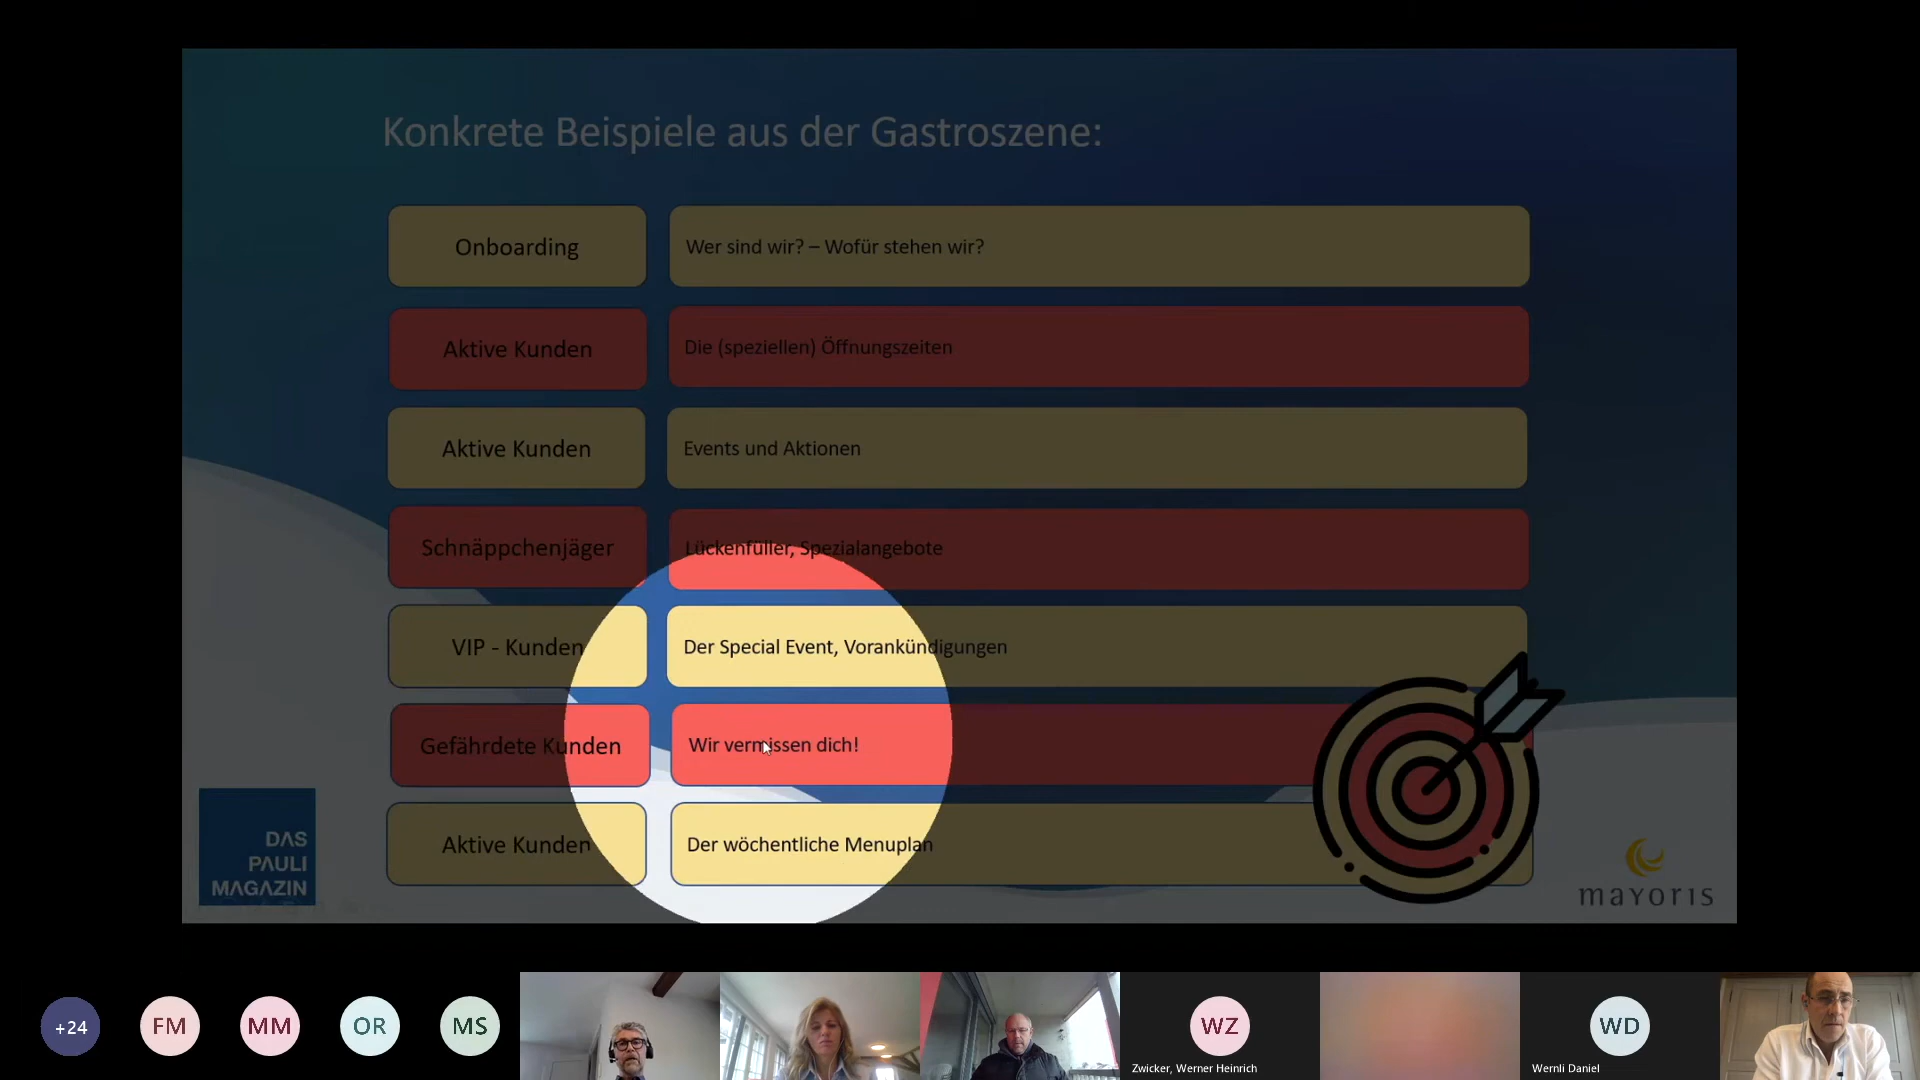 Konkrete Beispiele aus der Gastroszene:
Onboarding
Wer sind wir? – Wofür stehen wir?
Aktive Kunden
Die (speziellen) Öffnungszeiten
Aktive Kunden
Events und Aktionen
Schnäppchenjäger
Lückenfüller, Spezialangebote
VIP - Kunden
Der Special Event, Vorankündigungen
Gefährdete Kunden
Wir vermissen dich!
Aktive Kunden
Der wöchentliche Menuplan
DAS
PAULI
MAGAZIN
mayoris
+24
FM
MM
OR
MS
WZ
Zwicker, Werner Heinrich
WD
Wernli Daniel